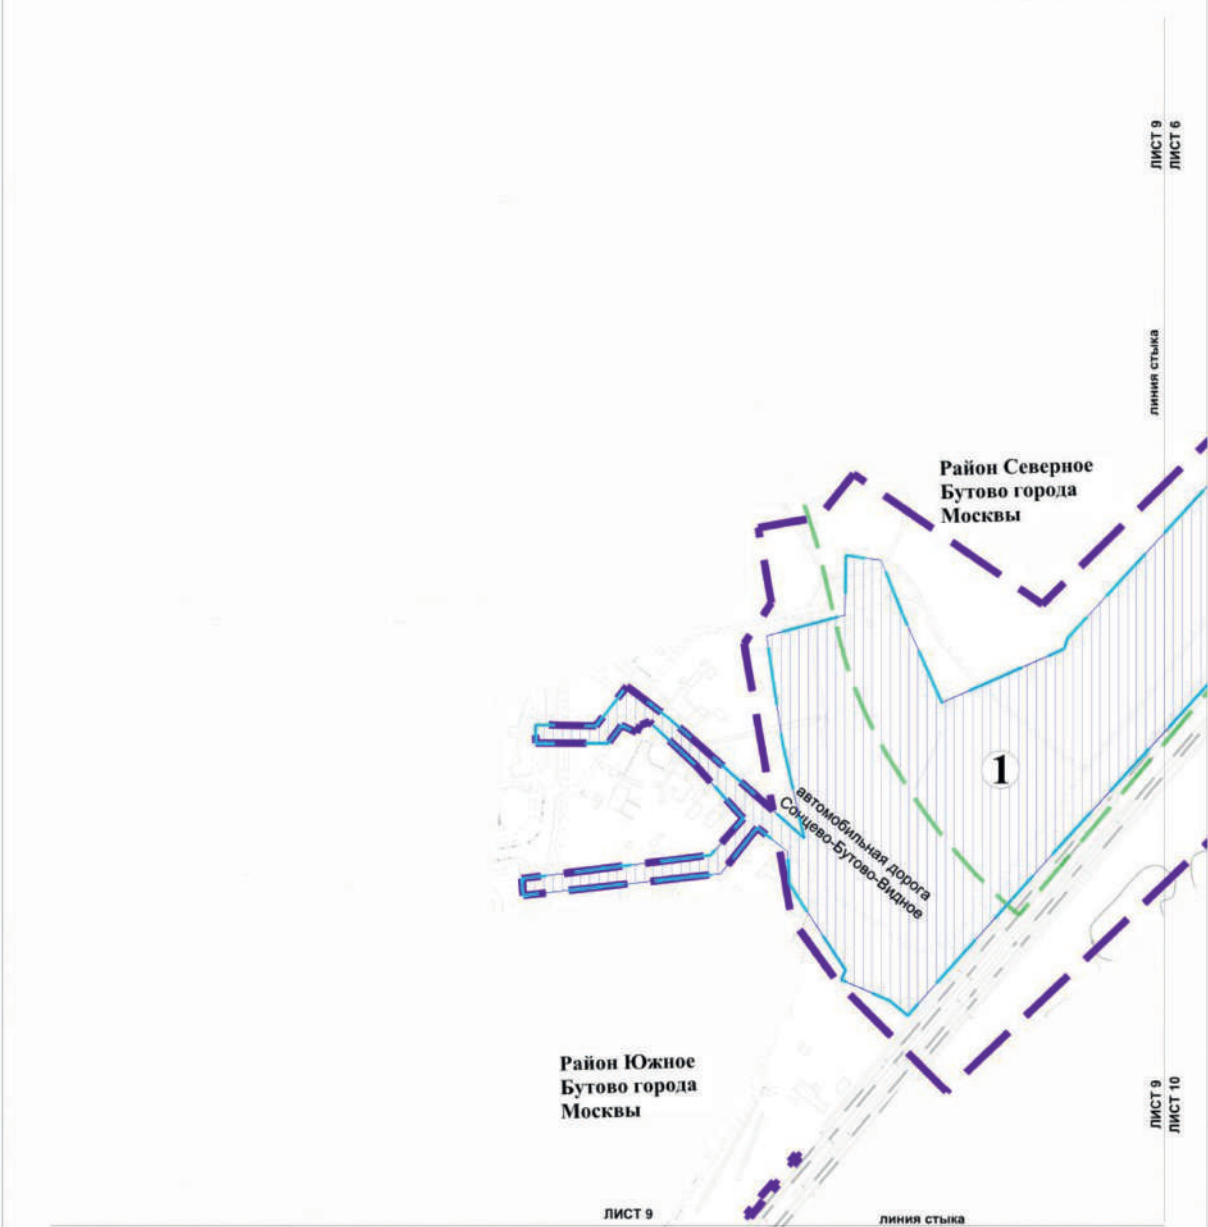 ЛИСТ 9
ЛИСТ 6
линия стыка
Район Северное
Бутово города
Москвы
1
автомобильная дорога
Сонцево-Бутово-Видное
Район Южное
Бутово города
Москвы
ЛИСТ 9
ЛИСТ 10
ЛИСТ 9
линия стыка